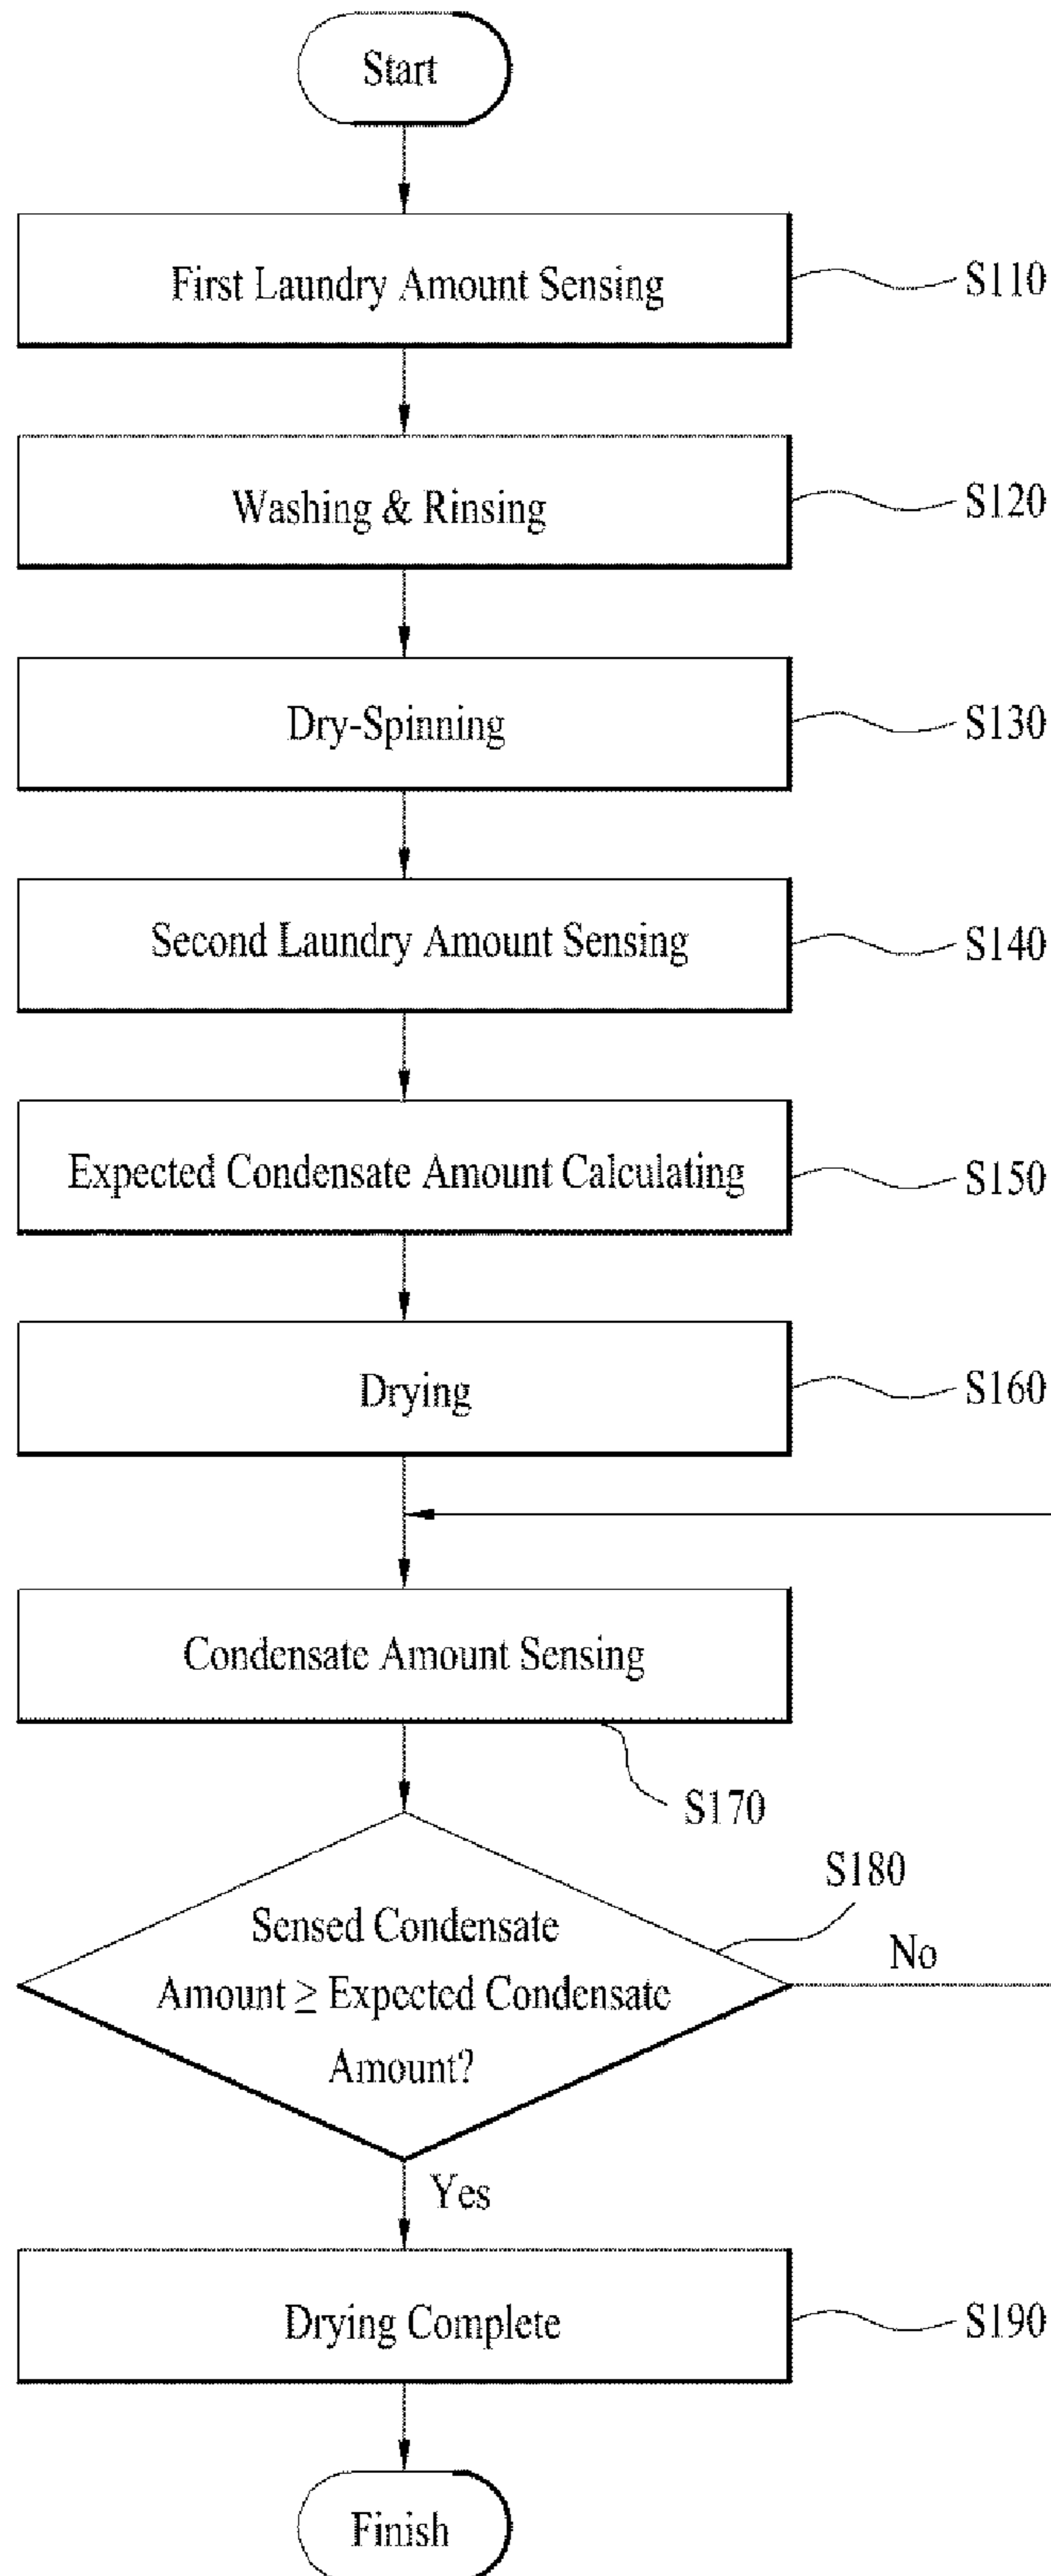 Start
First Laundry Amount Sensing
S110
Washing & Rinsing
S120
Dry-Spinning
S130
Second Laundry Amount Sensing
S140
Expected Condensate Amount Calculating
S150
Drying
S160
Condensate Amount Sensing
S170
S180
Sensed Condensate
Amount ≥ Expected Condensate
Amount?
No
Yes
Drying Complete
S190
Finish